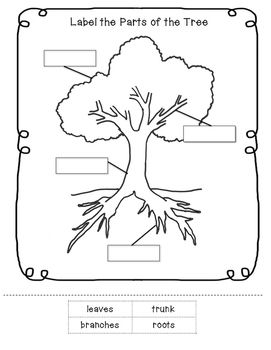 Label the Parts of the Tree
leaves trunk
branches roots